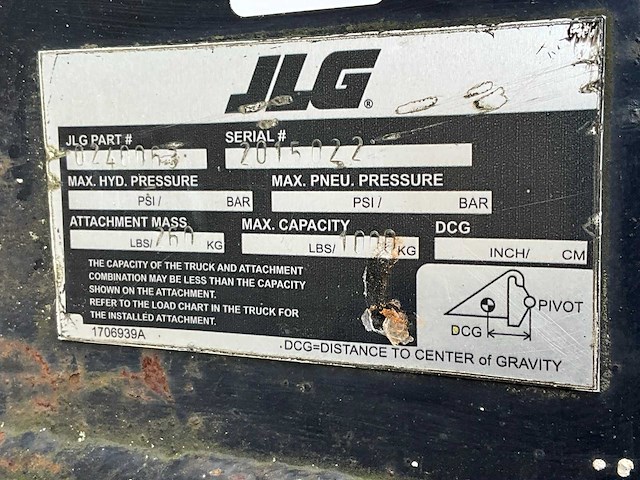 JLG®
JLG PART # SERIAL #
2015022
MAX. HYD. PRESSURE MAX. PNEU. PRESSURE
PSI/ BAR PSI/ BAR
ATTACHMENT MASS MAX. CAPACITY DCG
LBS/ KG LBS/ KG INCH/ CM
THE CAPACITY OF THE TRUCK AND ATTACHMENT
COMBINATION MAY BE LESS THAN THE CAPACITY
SHOWN ON THE ATTACHMENT.
REFER TO THE LOAD CHART IN THE TRUCK FOR
THE INSTALLED ATTACHMENT.
PIVOT
DCG
1706939A
DCG=DISTANCE TO CENTER of GRAVITY